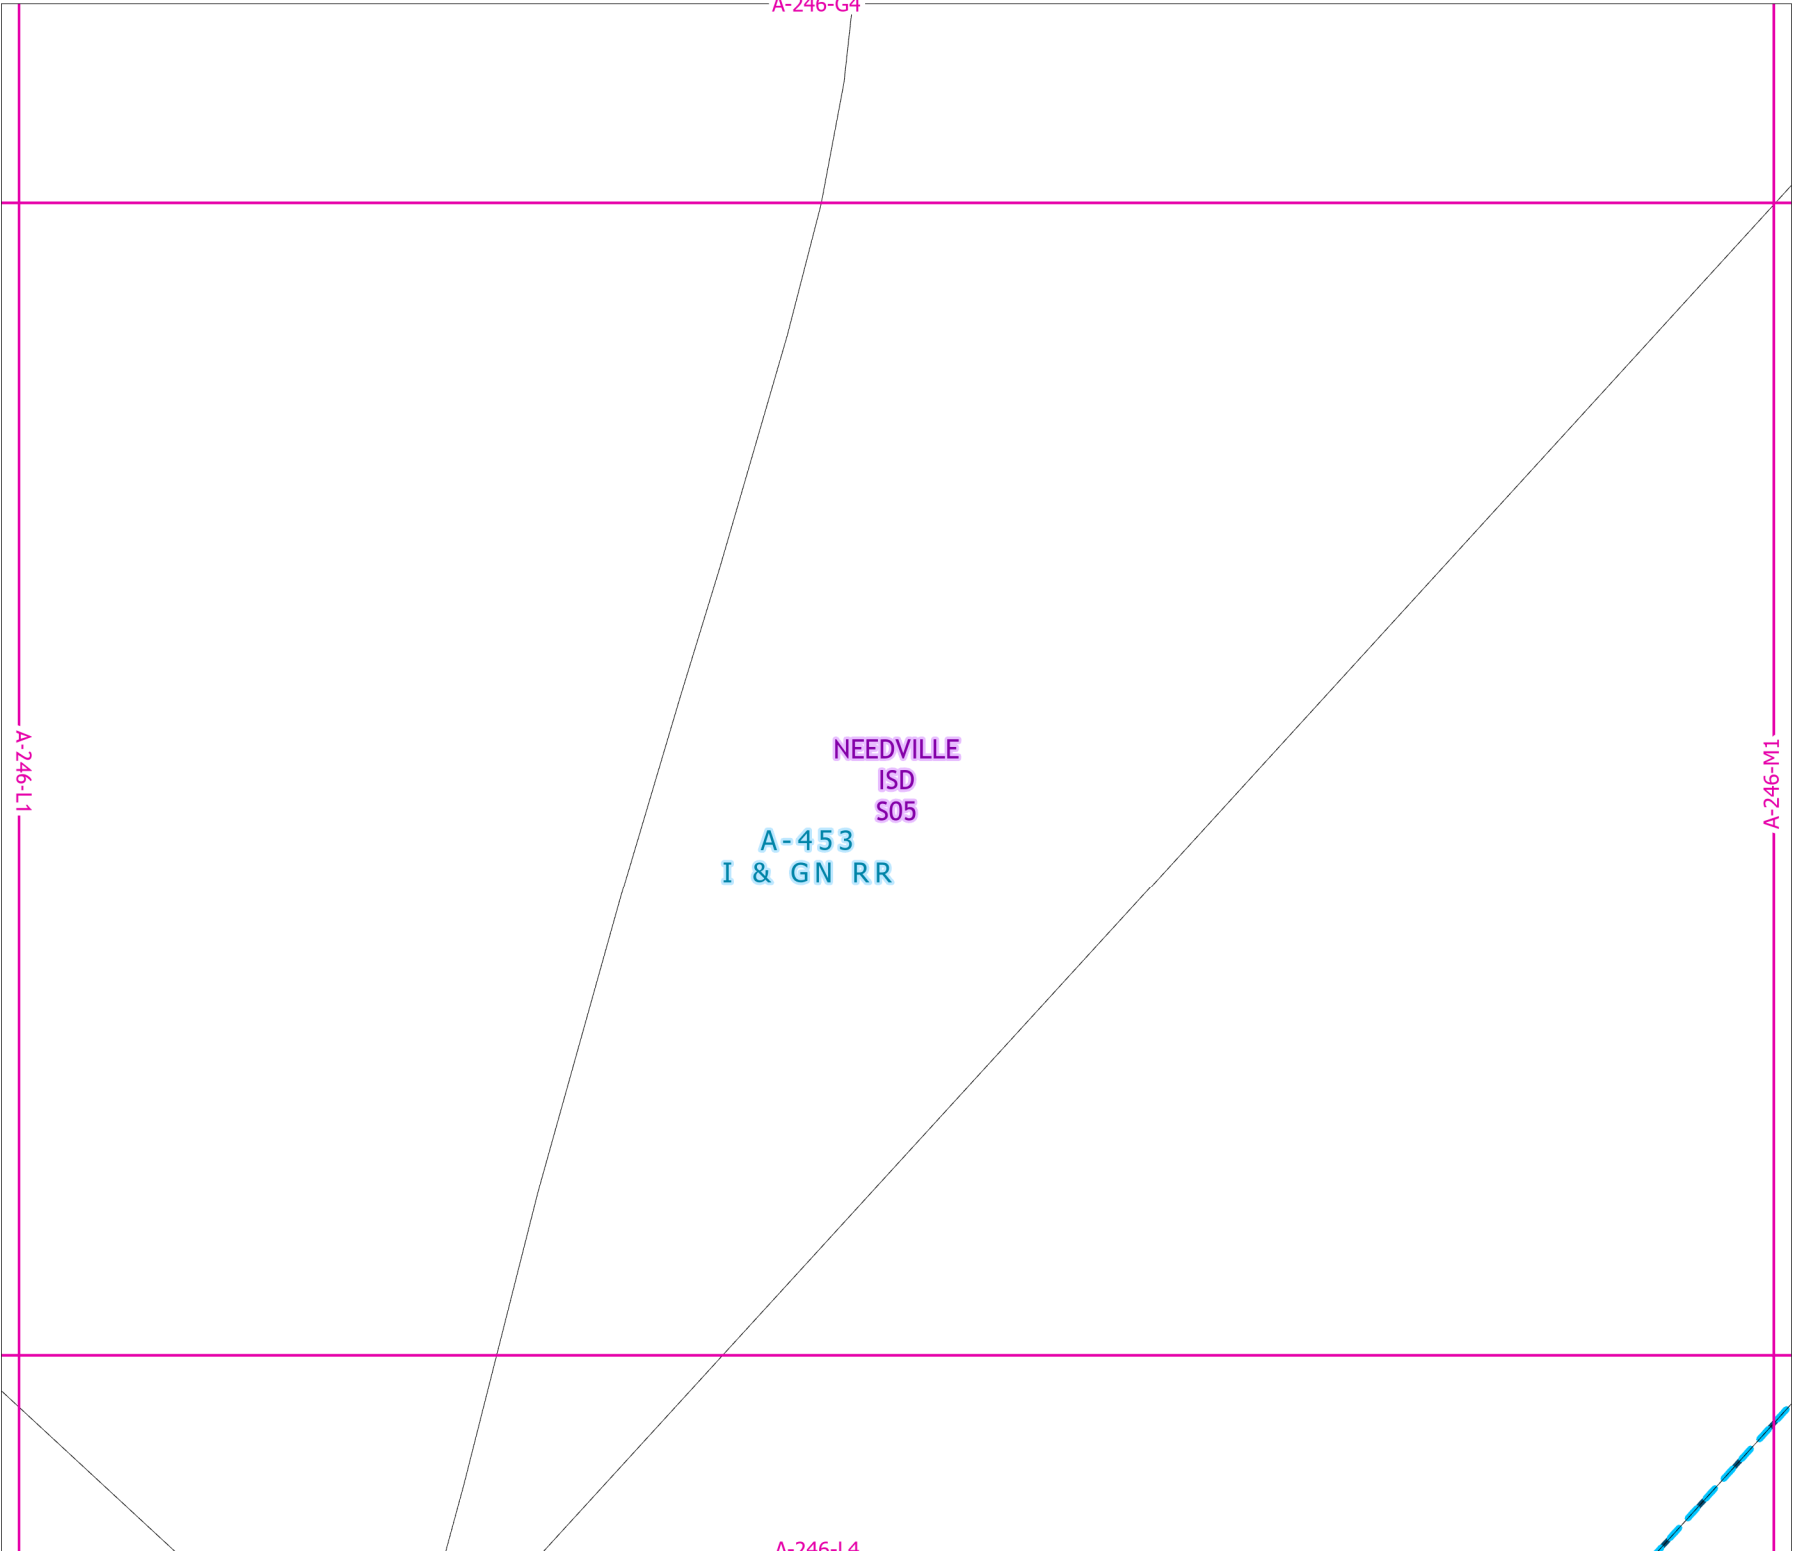 A-246-G4
A-246-L1
NEEDVILLE
ISD
S05
A-453
I & GN RR
A-246-M1
A-246-L4